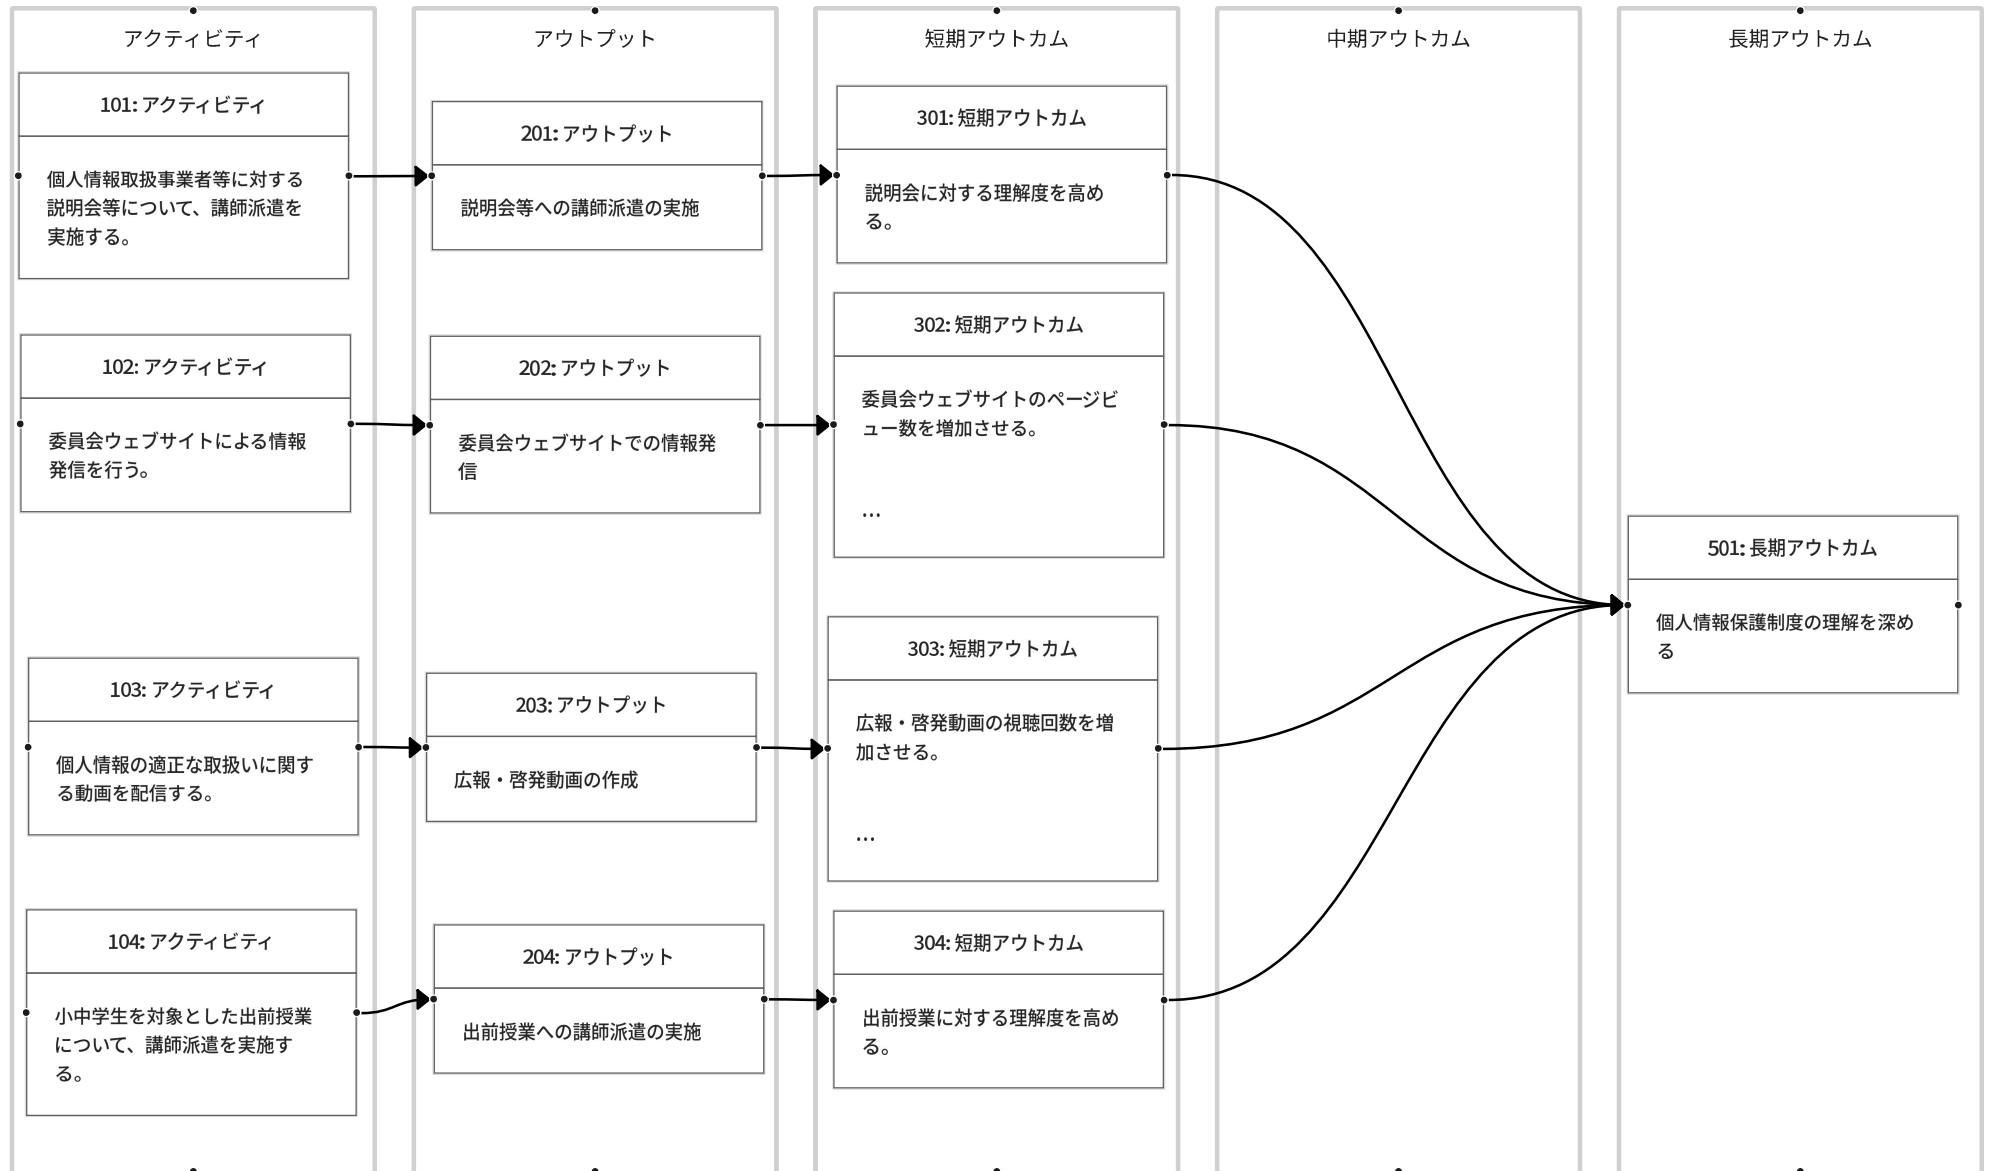 アクティビティ
アウトプット
短期アウトカム
中期アウトカム
長期アウトカム
101: アクティビティ
個人情報取扱事業者等に対する
説明会等について、講師派遣を
実施する。
201: アウトプット
説明会等への講師派遣の実施
301: 短期アウトカム
説明会に対する理解度を高め
る。
102: アクティビティ
委員会ウェブサイトによる情報
発信を行う。
202: アウトプット
委員会ウェブサイトでの情報発
信
302: 短期アウトカム
委員会ウェブサイトのページビ
ュー数を増加させる。
...
103: アクティビティ
個人情報の適正な取扱いに関す
る動画を配信する。
203: アウトプット
広報・啓発動画の作成
303: 短期アウトカム
広報・啓発動画の視聴回数を増
加させる。
...
104: アクティビティ
小中学生を対象とした出前授業
について、講師派遣を実施す
る。
204: アウトプット
出前授業への講師派遣の実施
304: 短期アウトカム
出前授業に対する理解度を高め
る。
501: 長期アウトカム
個人情報保護制度の理解を深め
る